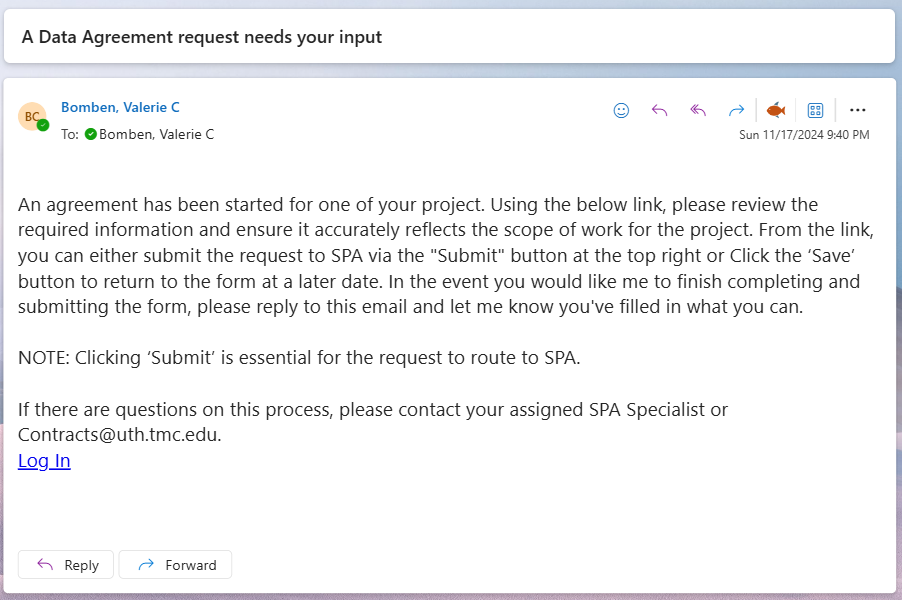 A Data Agreement request needs your input
BC
Bomben, Valerie C
To: Bomben, Valerie C
Sun 11/17/2024 9:40 PM
An agreement has been started for one of your project. Using the below link, please review the
required information and ensure it accurately reflects the scope of work for the project. From the link,
you can either submit the request to SPA via the "Submit" button at the top right or Click the ‘Save’
button to return to the form at a later date. In the event you would like me to finish completing and
submitting the form, please reply to this email and let me know you've filled in what you can.
NOTE: Clicking ‘Submit’ is essential for the request to route to SPA.
If there are questions on this process, please contact your assigned SPA Specialist or
Contracts@uth.tmc.edu.
Log In
Reply
Forward